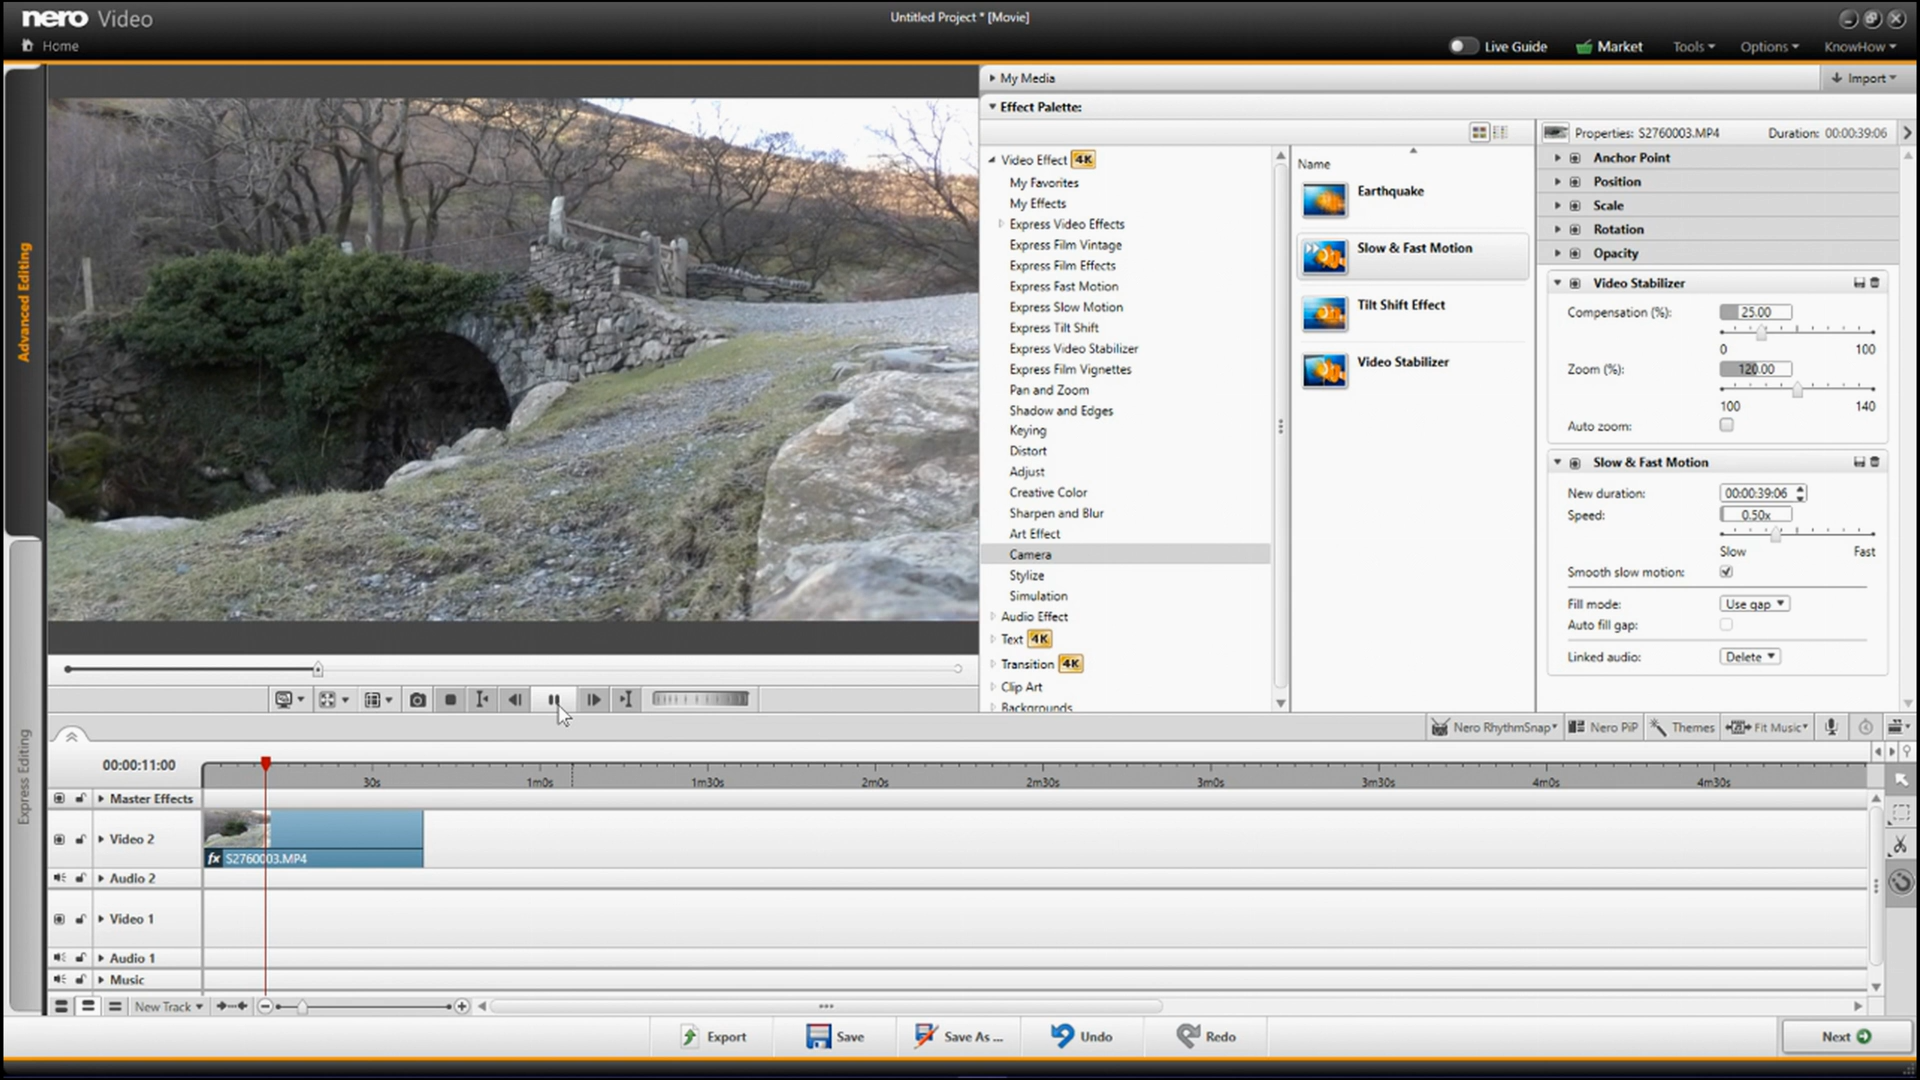 nero Video
Untitled Project * [Movie]
Home
Live Guide
Market
Tools
Options
KnowHow
Advanced Editing
Express Editing
My Media
Import
Effect Palette:
Video Effect 4K
My Favorites
My Effects
Express Video Effects
Express Film Vintage
Express Film Effects
Express Fast Motion
Express Slow Motion
Express Tilt Shift
Express Video Stabilizer
Express Film Vignettes
Pan and Zoom
Shadow and Edges
Keying
Distort
Adjust
Creative Color
Sharpen and Blur
Art Effect
Camera
Stylize
Simulation
Audio Effect
Text 4K
Transition 4K
Clip Art
Backgrounds
Name
Earthquake
Slow & Fast Motion
Tilt Shift Effect
Video Stabilizer
Properties: S2760003.MP4 Duration: 00:00:39:06
Anchor Point
Position
Scale
Rotation
Opacity
Video Stabilizer
Compensation (%): 25.00
0 100
Zoom (%): 120.00
100 140
Auto zoom:
Slow & Fast Motion
New duration: 00:00:39:06
Speed: 0.50x
Slow Fast
Smooth slow motion:
Fill mode: Use gap
Auto fill gap:
Linked audio: Delete
Nero RhythmSnap
Nero PiP
Themes
Fit Music
00:00:11:00
30s 1m0s 1m30s 2m0s 2m30s 3m0s 3m30s 4m0s 4m30s
Master Effects
Video 2
fx S2760003.MP4
Audio 2
Video 1
Audio 1
Music
New Track
Export
Save
Save As ...
Undo
Redo
Next